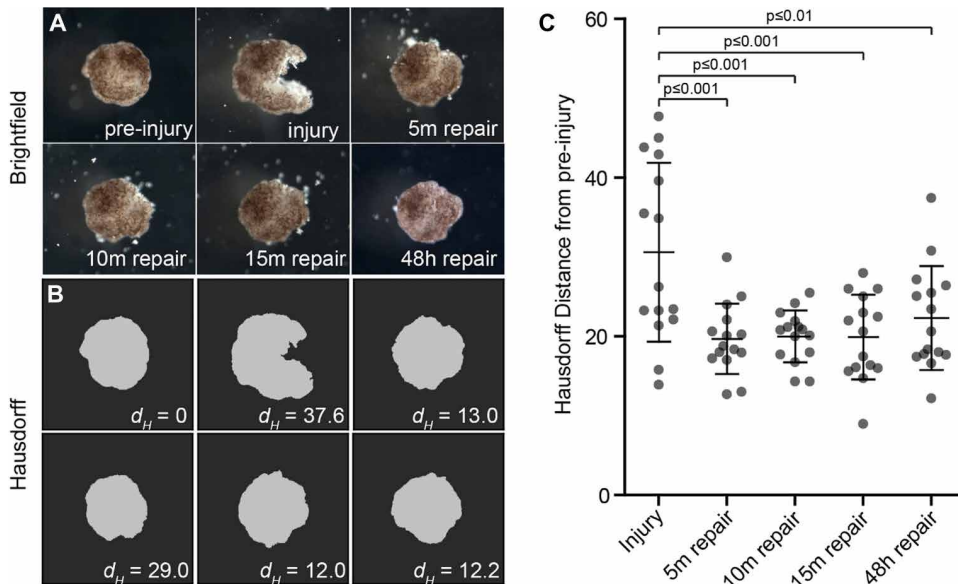 A
Brightfield
pre-injury
injury
5m repair
10m repair
15m repair
48h repair
B
Hausdorff
d_H = 0
d_H = 37.6
d_H = 13.0
d_H = 29.0
d_H = 12.0
d_H = 12.2
C
Hausdorff Distance from pre-injury
60
40
20
0
p≤0.01
p≤0.001
p≤0.001
p≤0.001
Injury
5m repair
10m repair
15m repair
48h repair